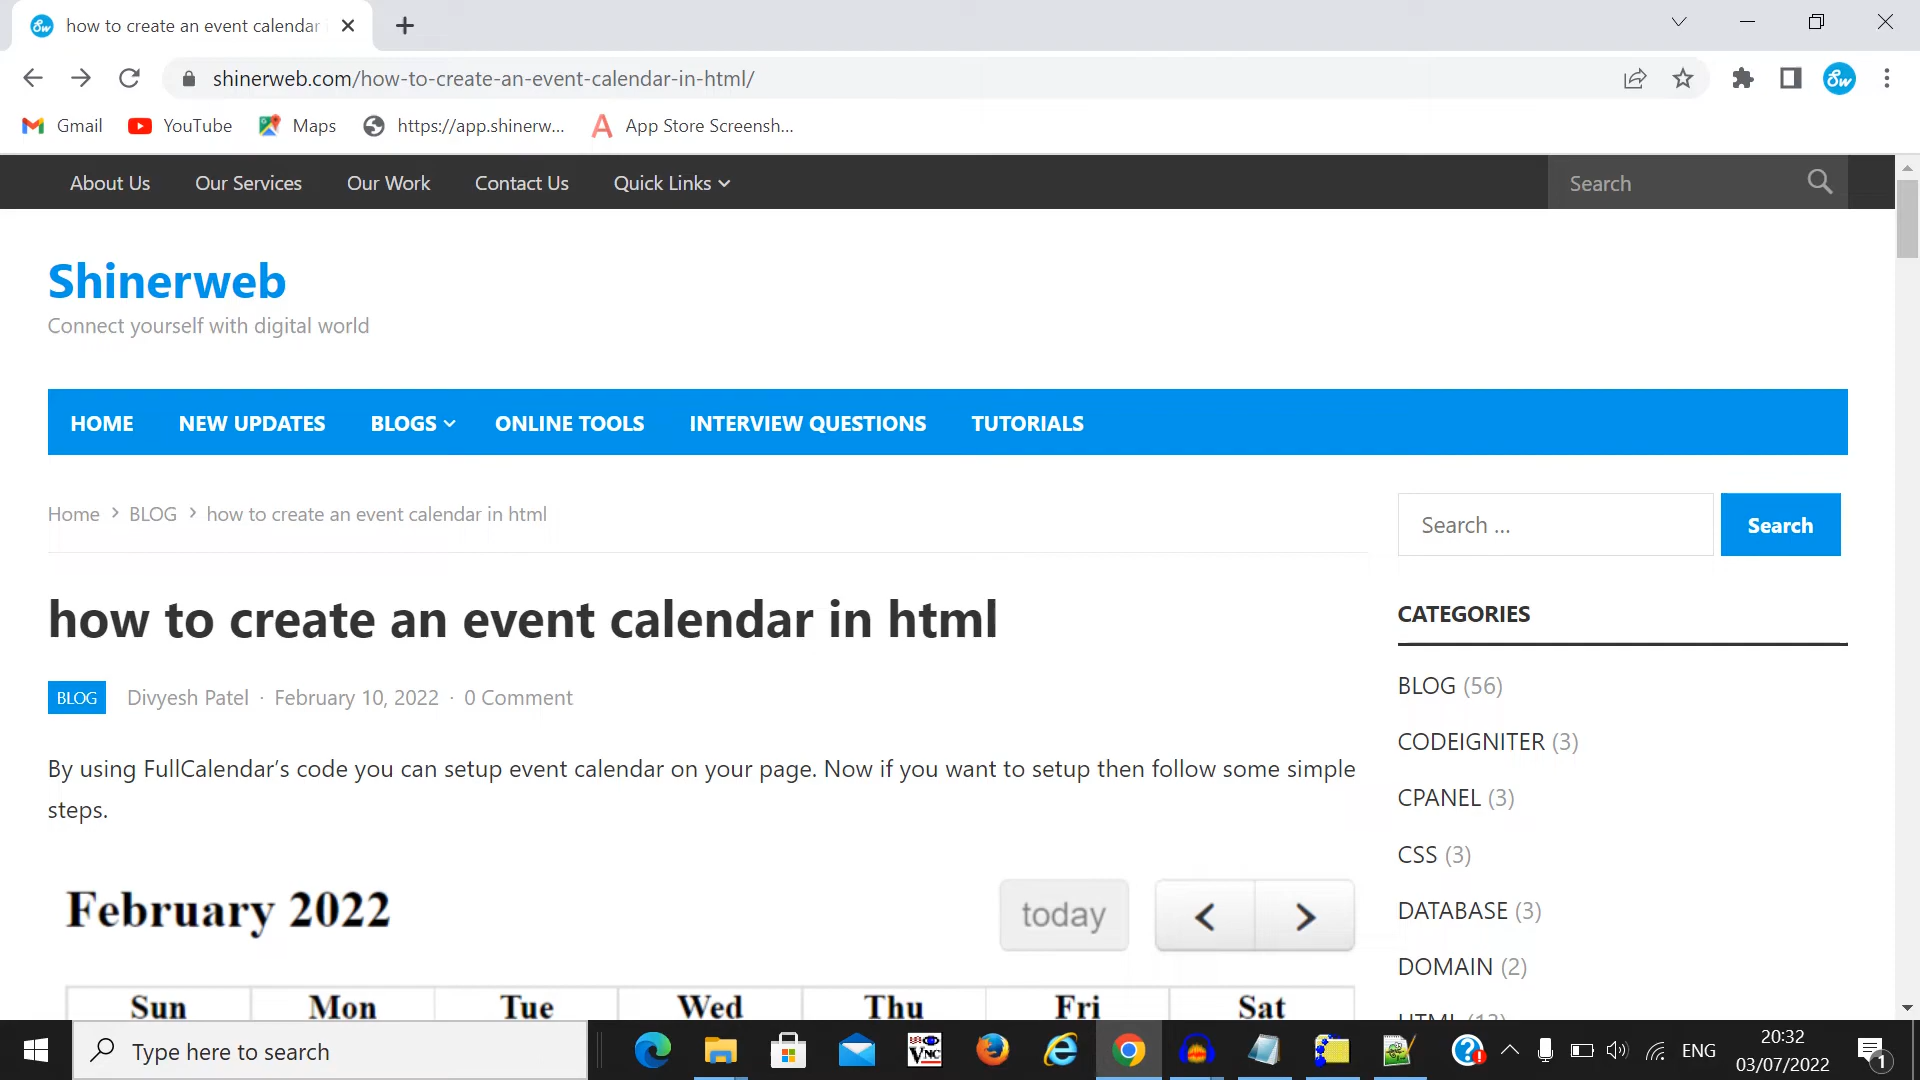 how to create an event calendar
shinerweb.com/how-to-create-an-event-calendar-in-html/
Sw
Gmail YouTube Maps https://app.shinerw... App Store Screensh...
About Us Our Services Our Work Contact Us Quick Links Search
Shinerweb
Connect yourself with digital world
HOME NEW UPDATES BLOGS ONLINE TOOLS INTERVIEW QUESTIONS TUTORIALS
Home > BLOG > how to create an event calendar in html
Search ... Search
how to create an event calendar in html
CATEGORIES
BLOG Divyesh Patel · February 10, 2022 · 0 Comment
BLOG (56)
CODEIGNITER (3)
By using FullCalendar’s code you can setup event calendar on your page. Now if you want to setup then follow some simple
steps.
CPANEL (3)
CSS (3)
February 2022 today < >
DATABASE (3)
DOMAIN (2)
Sun Mon Tue Wed Thu Fri Sat
HTML (13)
Type here to search
VNC
ENG
20:32
03/07/2022
1